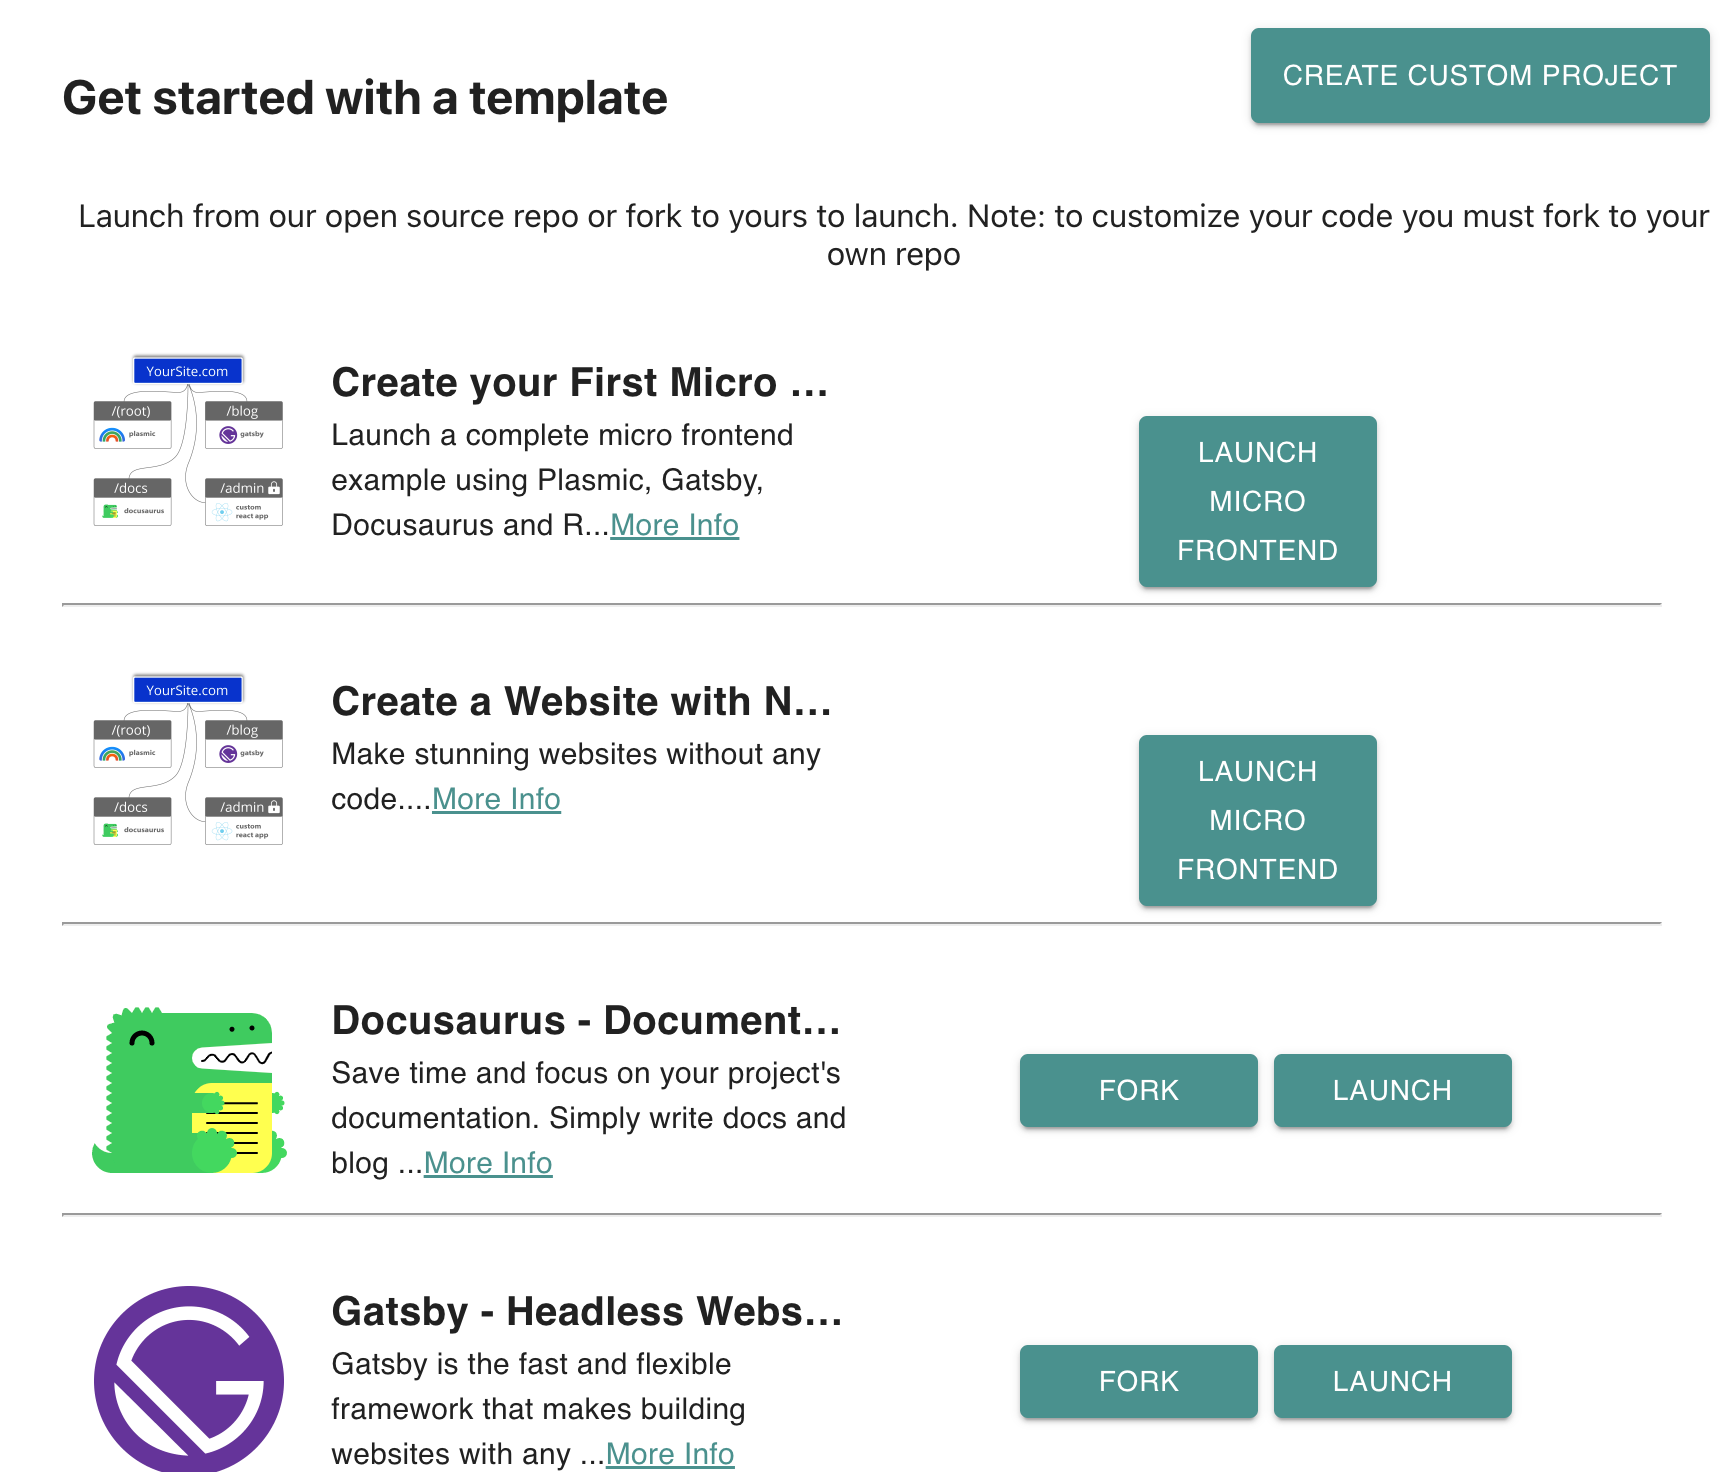 CREATE CUSTOM PROJECT
Get started with a template
Launch from our open source repo or fork to yours to launch. Note: to customize your code you must fork to your
own repo
YourSite.com
/(root)
/blog
plasmic
gatsby
/docs
/admin
docusaurus
custom
react app
Create your First Micro ...
Launch a complete micro frontend
example using Plasmic, Gatsby,
Docusaurus and R...More Info
LAUNCH
MICRO
FRONTEND
YourSite.com
/(root)
/blog
plasmic
gatsby
/docs
/admin
docusaurus
custom
react app
Create a Website with N...
Make stunning websites without any
code....More Info
LAUNCH
MICRO
FRONTEND
Docusaurus - Document...
Save time and focus on your project's
documentation. Simply write docs and
blog ...More Info
FORK
LAUNCH
Gatsby - Headless Webs...
Gatsby is the fast and flexible
framework that makes building
websites with any ...More Info
FORK
LAUNCH